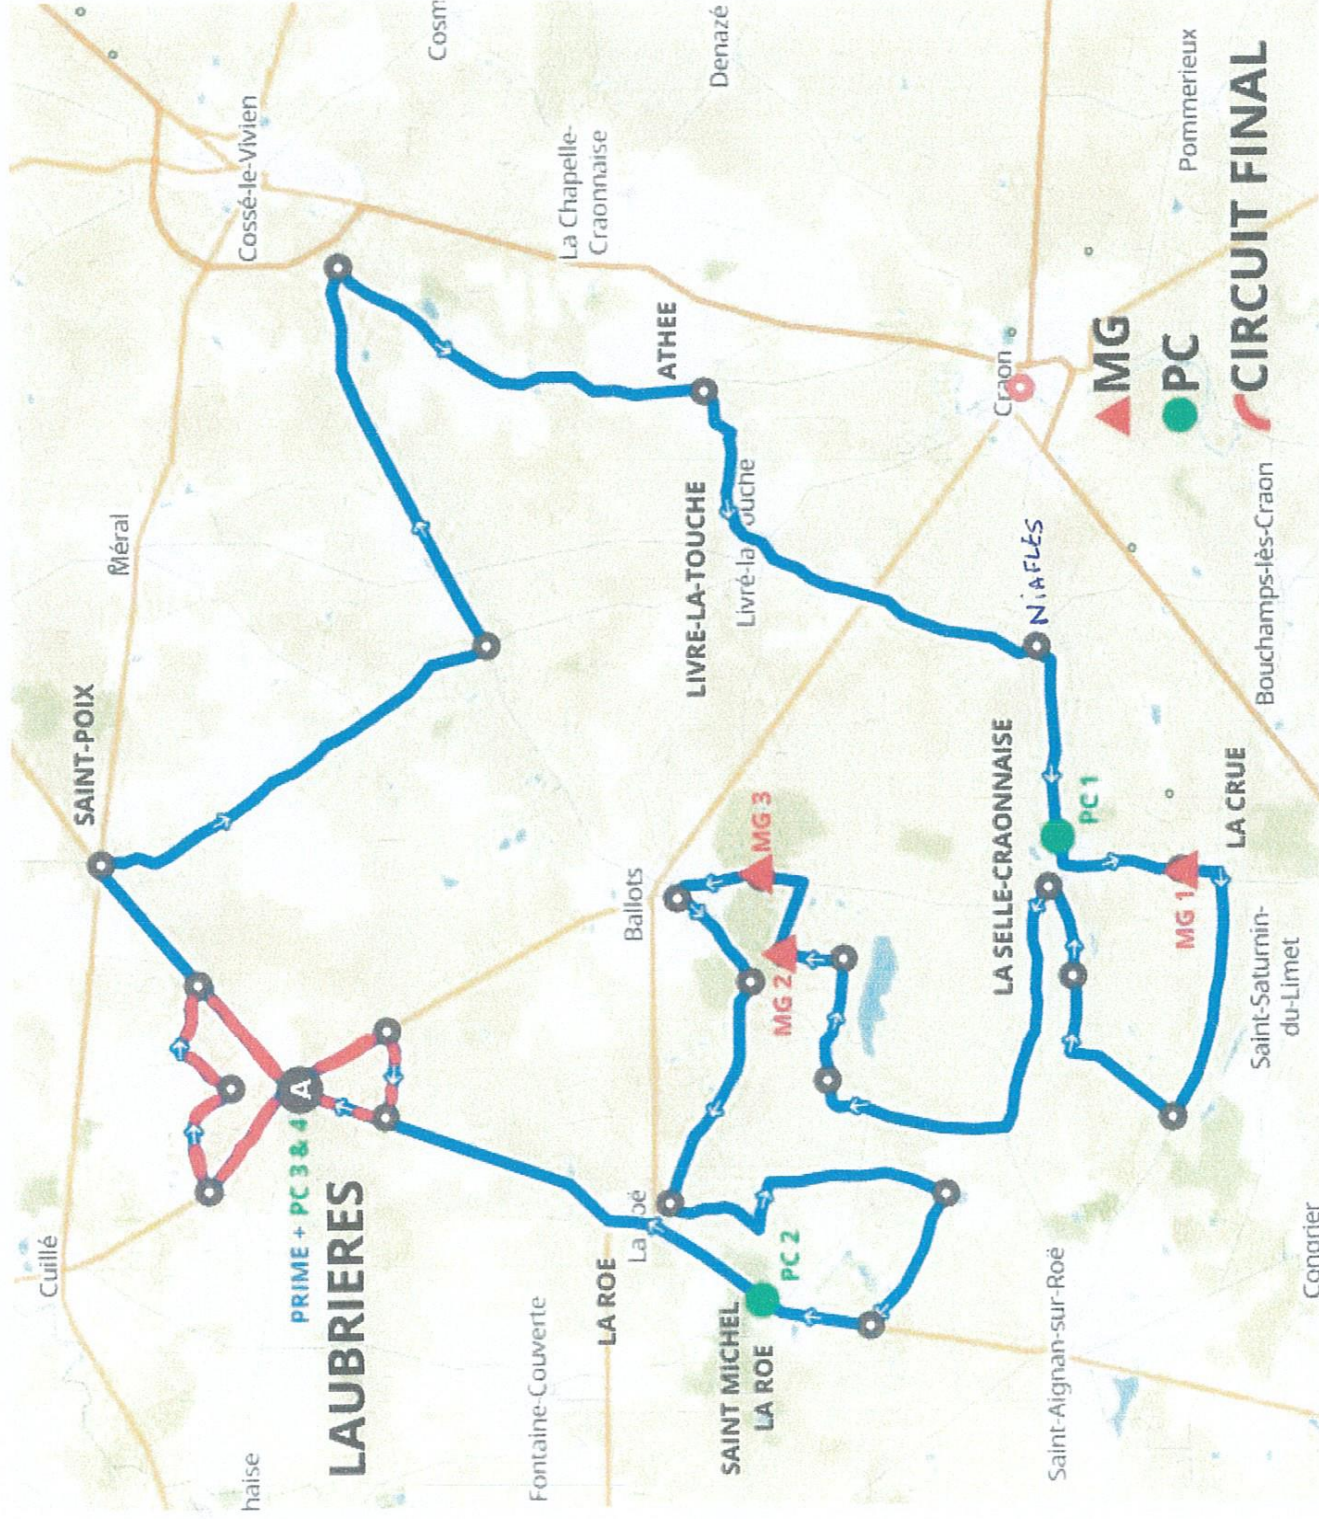 Cuillé
SAINT-POIX
Méral
Cossé-le-Vivien
Cosm
haise
LAUBRIERES
PRIME + PC 3 & 4
A
Fontaine-Couverte
Ballots
La Chapelle-
Craonnaise
Denazé
ATHEE
LIVRE-LA-TOUCHE
Livré-la ouche
LA ROE
La oë
SAINT MICHEL
LA ROE
PC 2
MG 2
MG 3
Craon
NiAFLES
LA SELLE-CRAONNAISE
PC 1
MG 1
LA CRUE
Saint-Aignan-sur-Roë
Saint-Saturnin-
du-Limet
Bouchamps-lès-Craon
Pommerieux
Congrier
MG
PC
CIRCUIT FINAL